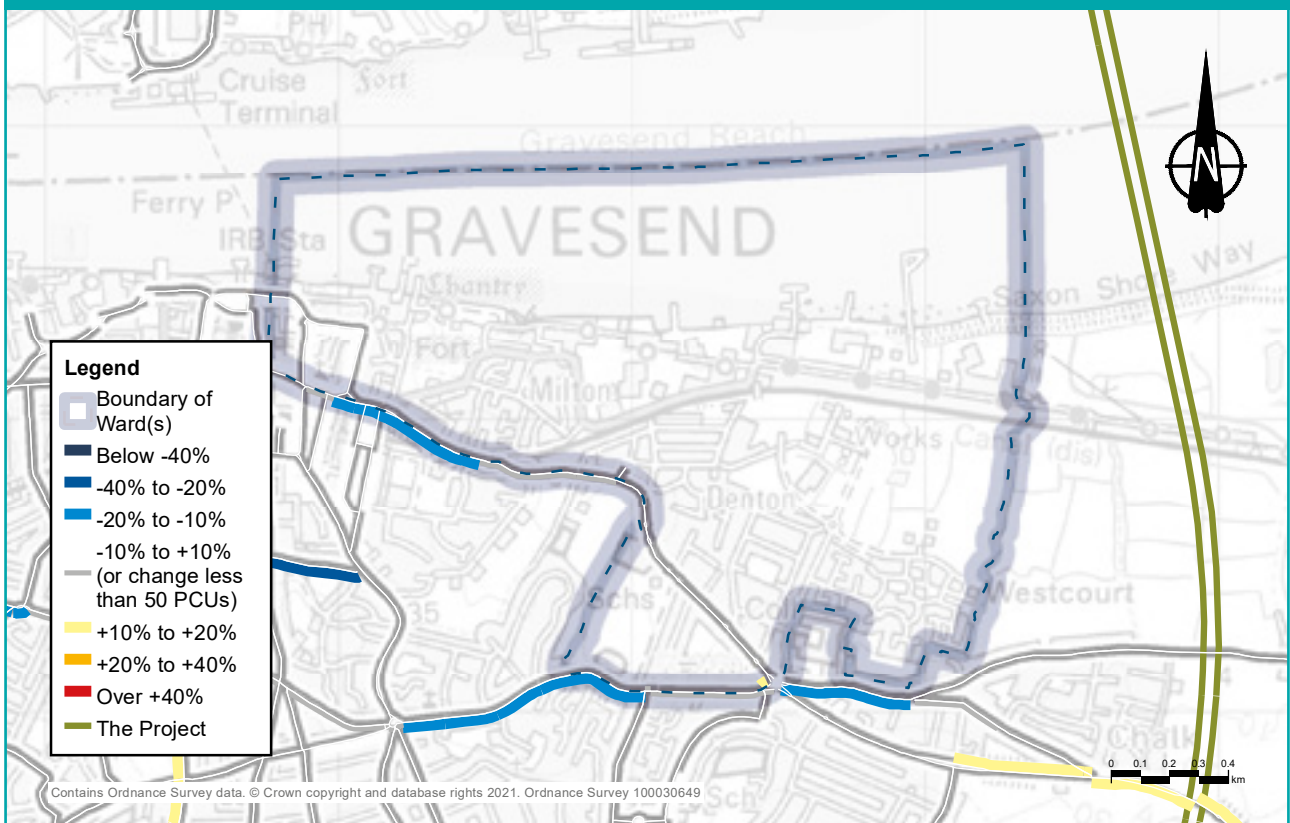 Cruise
Terminal
Fort
Gravesend Reach
Ferry P
IRB Sta
GRAVESEND
N
Saxon Shore Way
Chantry
Fort
Milton
Works
(dis)
Denton
Schs
35
Westcourt
Chalk
Sch
Legend
Boundary of
Ward(s)
Below -40%
-40% to -20%
-20% to -10%
-10% to +10%
(or change less
than 50 PCUs)
+10% to +20%
+20% to +40%
Over +40%
The Project
0 0.1 0.2 0.3 0.4
km
Contains Ordnance Survey data. © Crown copyright and database rights 2021. Ordnance Survey 100030649